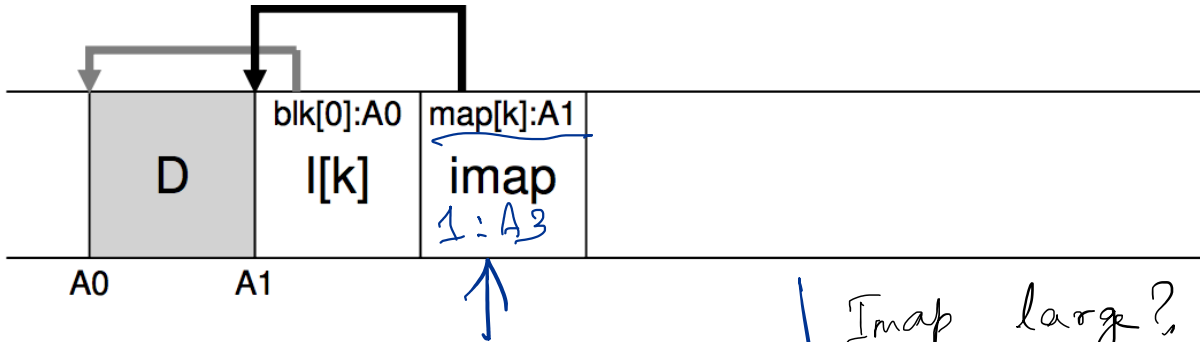 blk[0]:A0 map[k]:A1
D I[k] imap
1:A3
A0 A1
Imap large?